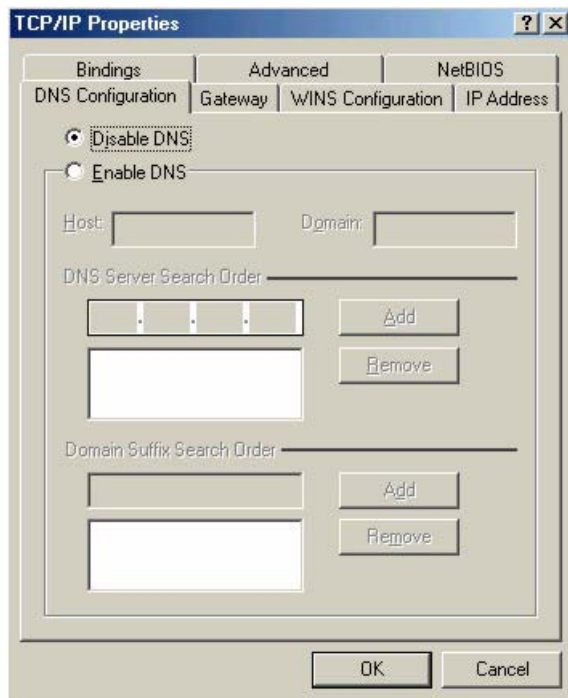 TCP/IP Properties
Bindings Advanced NetBIOS
DNS Configuration Gateway WINS Configuration IP Address
Disable DNS
Enable DNS
Host: Domain:
DNS Server Search Order
. . .
Add
Remove
Domain Suffix Search Order
Add
Remove
OK Cancel